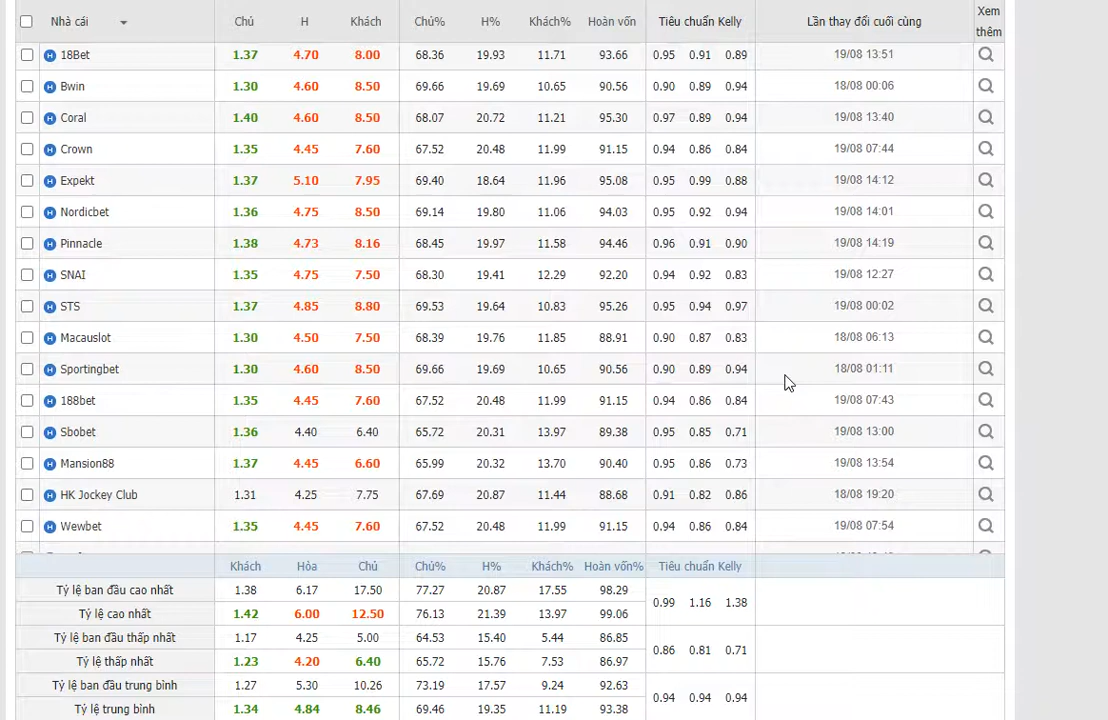 Nhà cái Chủ H Khách Chủ% H% Khách% Hoàn vốn Tiêu chuẩn Kelly Lần thay đổi cuối cùng Xem thêm
18Bet 1.37 4.70 8.00 68.36 19.93 11.71 93.66 0.95 0.91 0.89 19/08 13:51
Bwin 1.30 4.60 8.50 69.66 19.69 10.65 90.56 0.90 0.89 0.94 18/08 00:06
Coral 1.40 4.60 8.50 68.07 20.72 11.21 95.30 0.97 0.89 0.94 19/08 13:40
Crown 1.35 4.45 7.60 67.52 20.48 11.99 91.15 0.94 0.86 0.84 19/08 07:44
Expekt 1.37 5.10 7.95 69.40 18.64 11.96 95.08 0.95 0.99 0.88 19/08 14:12
Nordicbet 1.36 4.75 8.50 69.14 19.80 11.06 94.03 0.95 0.92 0.94 19/08 14:01
Pinnacle 1.38 4.73 8.16 68.45 19.97 11.58 94.46 0.96 0.91 0.90 19/08 14:19
SNAI 1.35 4.75 7.50 68.30 19.41 12.29 92.20 0.94 0.92 0.83 19/08 12:27
STS 1.37 4.85 8.80 69.53 19.64 10.83 95.26 0.95 0.94 0.97 19/08 00:02
Macauslot 1.30 4.50 7.50 68.39 19.76 11.85 88.91 0.90 0.87 0.83 18/08 06:13
Sportingbet 1.30 4.60 8.50 69.66 19.69 10.65 90.56 0.90 0.89 0.94 18/08 01:11
188bet 1.35 4.45 7.60 67.52 20.48 11.99 91.15 0.94 0.86 0.84 19/08 07:43
Sbobet 1.36 4.40 6.40 65.72 20.31 13.97 89.38 0.95 0.85 0.71 19/08 13:00
Mansion88 1.37 4.45 6.60 65.99 20.32 13.70 90.40 0.95 0.86 0.73 19/08 13:54
HK Jockey Club 1.31 4.25 7.75 67.69 20.87 11.44 88.68 0.91 0.82 0.86 18/08 19:20
Wewbet 1.35 4.45 7.60 67.52 20.48 11.99 91.15 0.94 0.86 0.84 19/08 07:54
Khách Hòa Chủ Chủ% H% Khách% Hoàn vốn% Tiêu chuẩn Kelly
Tỷ lệ ban đầu cao nhất 1.38 6.17 17.50 77.27 20.87 17.55 98.29 0.99 1.16 1.38
Tỷ lệ cao nhất 1.42 6.00 12.50 76.13 21.39 13.97 99.06
Tỷ lệ ban đầu thấp nhất 1.17 4.25 5.00 64.53 15.40 5.44 86.85 0.86 0.81 0.71
Tỷ lệ thấp nhất 1.23 4.20 6.40 65.72 15.76 7.53 86.97
Tỷ lệ ban đầu trung bình 1.27 5.30 10.26 73.19 17.57 9.24 92.63 0.94 0.94 0.94
Tỷ lệ trung bình 1.34 4.84 8.46 69.46 19.35 11.19 93.38